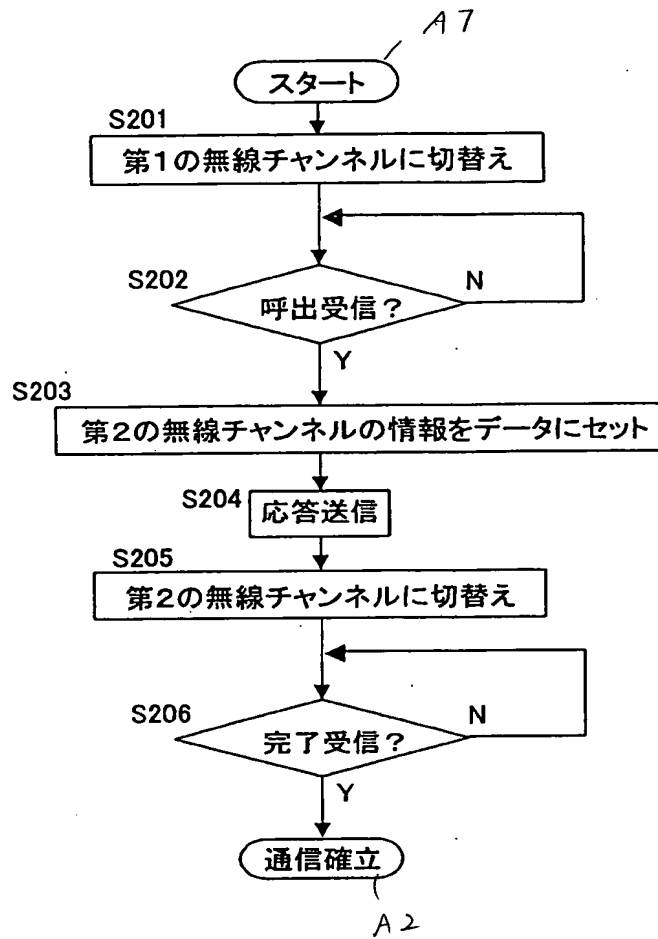 A7
スタート
S201
第1の無線チャンネルに切替え
S202
呼出受信?
N
Y
S203
第2の無線チャンネルの情報をデータにセット
S204
応答送信
S205
第2の無線チャンネルに切替え
S206
完了受信?
N
Y
通信確立
A2